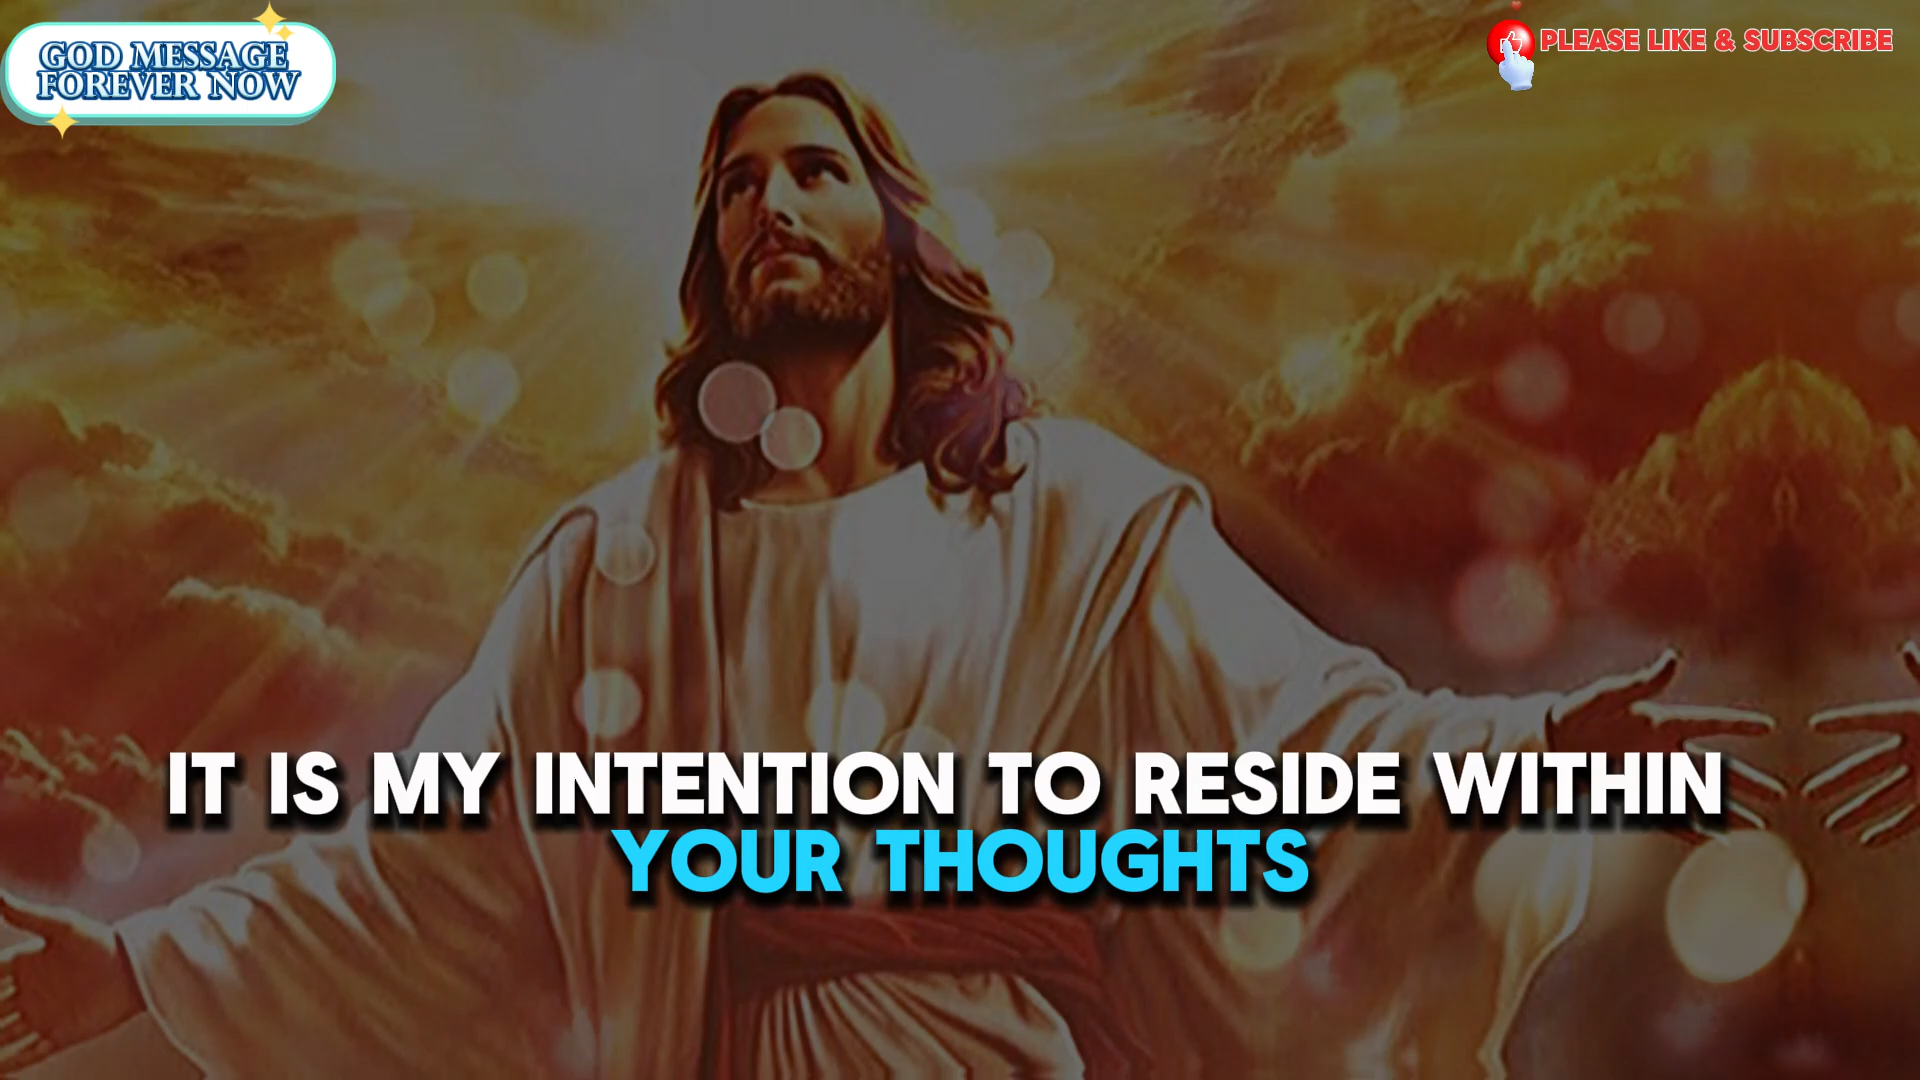 GOD MESSAGE
FOREVER NOW
PLEASE LIKE & SUBSCRIBE
IT IS MY INTENTION TO RESIDE WITHIN
YOUR THOUGHTS